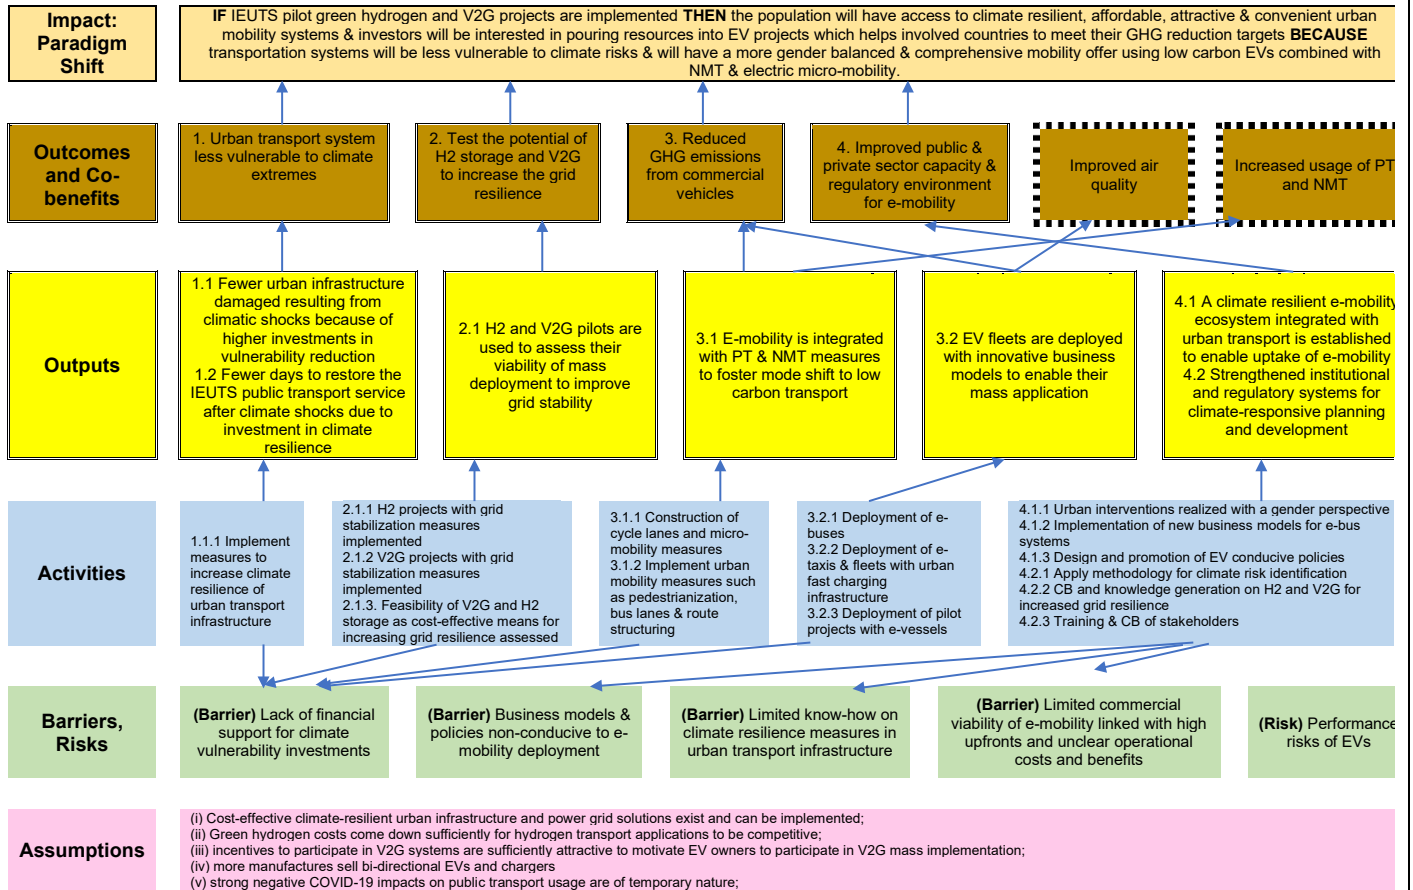 Impact:
Paradigm
Shift
IF IEUTS pilot green hydrogen and V2G projects are implemented THEN the population will have access to climate resilient, affordable, attractive & convenient urban
mobility systems & investors will be interested in pouring resources into EV projects which helps involved countries to meet their GHG reduction targets BECAUSE
transportation systems will be less vulnerable to climate risks & will have a more gender balanced & comprehensive mobility offer using low carbon EVs combined with
NMT & electric micro-mobility.
Outcomes
and Co-
benefits
1. Urban transport system
less vulnerable to climate
extremes
2. Test the potential of
H2 storage and V2G
to increase the grid
resilience
3. Reduced
GHG emissions
from commercial
vehicles
4. Improved public &
private sector capacity &
regulatory environment
for e-mobility
Improved air
quality
Increased usage of PT
and NMT
Outputs
1.1 Fewer urban infrastructure
damaged resulting from
climatic shocks because of
higher investments in
vulnerability reduction
1.2 Fewer days to restore the
IEUTS public transport service
after climate shocks due to
investment in climate
resilience
2.1 H2 and V2G pilots are
used to assess their
viability of mass
deployment to improve
grid stability
3.1 E-mobility is integrated
with PT & NMT measures
to foster mode shift to low
carbon transport
3.2 EV fleets are deployed
with innovative business
models to enable their
mass application
4.1 A climate resilient e-mobility
ecosystem integrated with
urban transport is established
to enable uptake of e-mobility
4.2 Strengthened institutional
and regulatory systems for
climate-responsive planning
and development
Activities
1.1.1 Implement
measures to
increase climate
resilience of
urban transport
infrastructure
2.1.1 H2 projects with grid
stabilization measures
implemented
2.1.2 V2G projects with grid
stabilization measures
implemented
2.1.3. Feasibility of V2G and H2
storage as cost-effective means for
increasing grid resilience assessed
3.1.1 Construction of
cycle lanes and micro-
mobility measures
3.1.2 Implement urban
mobility measures such
as pedestrianization,
bus lanes & route
structuring
3.2.1 Deployment of e-
buses
3.2.2 Deployment of e-
taxis & fleets with urban
fast charging
infrastructure
3.2.3 Deployment of pilot
projects with e-vessels
4.1.1 Urban interventions realized with a gender perspective
4.1.2 Implementation of new business models for e-bus
systems
4.1.3 Design and promotion of EV conducive policies
4.2.1 Apply methodology for climate risk identification
4.2.2 CB and knowledge generation on H2 and V2G for
increased grid resilience
4.2.3 Training & CB of stakeholders
Barriers,
Risks
(Barrier) Lack of financial
support for climate
vulnerability investments
(Barrier) Business models &
policies non-conducive to e-
mobility deployment
(Barrier) Limited know-how on
climate resilience measures in
urban transport infrastructure
(Barrier) Limited commercial
viability of e-mobility linked with high
upfronts and unclear operational
costs and benefits
(Risk) Performance
risks of EVs
Assumptions
(i) Cost-effective climate-resilient urban infrastructure and power grid solutions exist and can be implemented;
(ii) Green hydrogen costs come down sufficiently for hydrogen transport applications to be competitive;
(iii) incentives to participate in V2G systems are sufficiently attractive to motivate EV owners to participate in V2G mass implementation;
(iv) more manufactures sell bi-directional EVs and chargers
(v) strong negative COVID-19 impacts on public transport usage are of temporary nature;